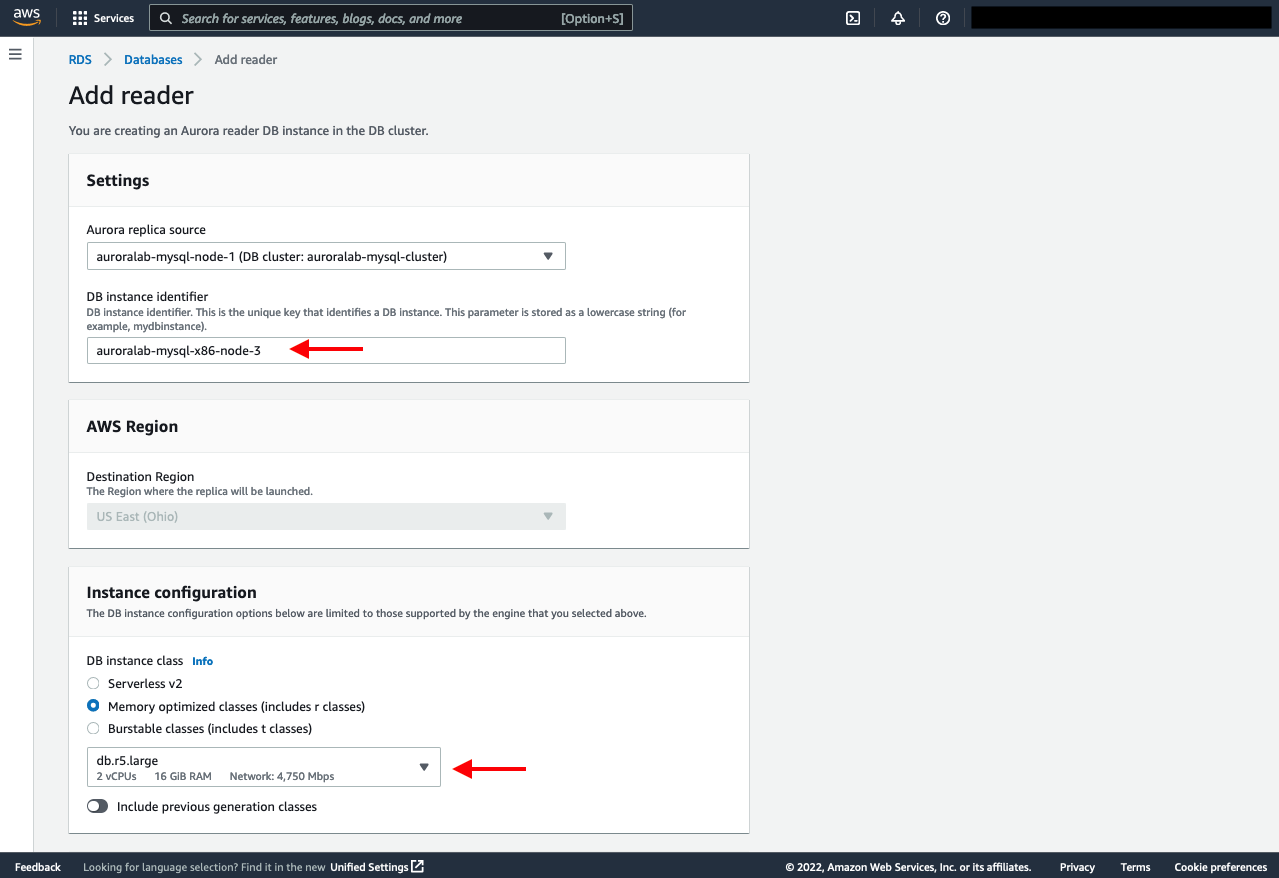 aws
Services
Search for services, features, blogs, docs, and more
[Option+S]
RDS
Databases
Add reader
Add reader
You are creating an Aurora reader DB instance in the DB cluster.
Settings
Aurora replica source
auroralab-mysql-node-1 (DB cluster: auroralab-mysql-cluster)
DB instance identifier
DB instance identifier. This is the unique key that identifies a DB instance. This parameter is stored as a lowercase string (for
example, mydbinstance).
auroralab-mysql-x86-node-3
AWS Region
Destination Region
The Region where the replica will be launched.
US East (Ohio)
Instance configuration
The DB instance configuration options below are limited to those supported by the engine that you selected above.
DB instance class Info
Serverless v2
Memory optimized classes (includes r classes)
Burstable classes (includes t classes)
db.r5.large
2 vCPUs 16 GiB RAM Network: 4,750 Mbps
Include previous generation classes
Feedback
Looking for language selection? Find it in the new Unified Settings
© 2022, Amazon Web Services, Inc. or its affiliates.
Privacy
Terms
Cookie preferences